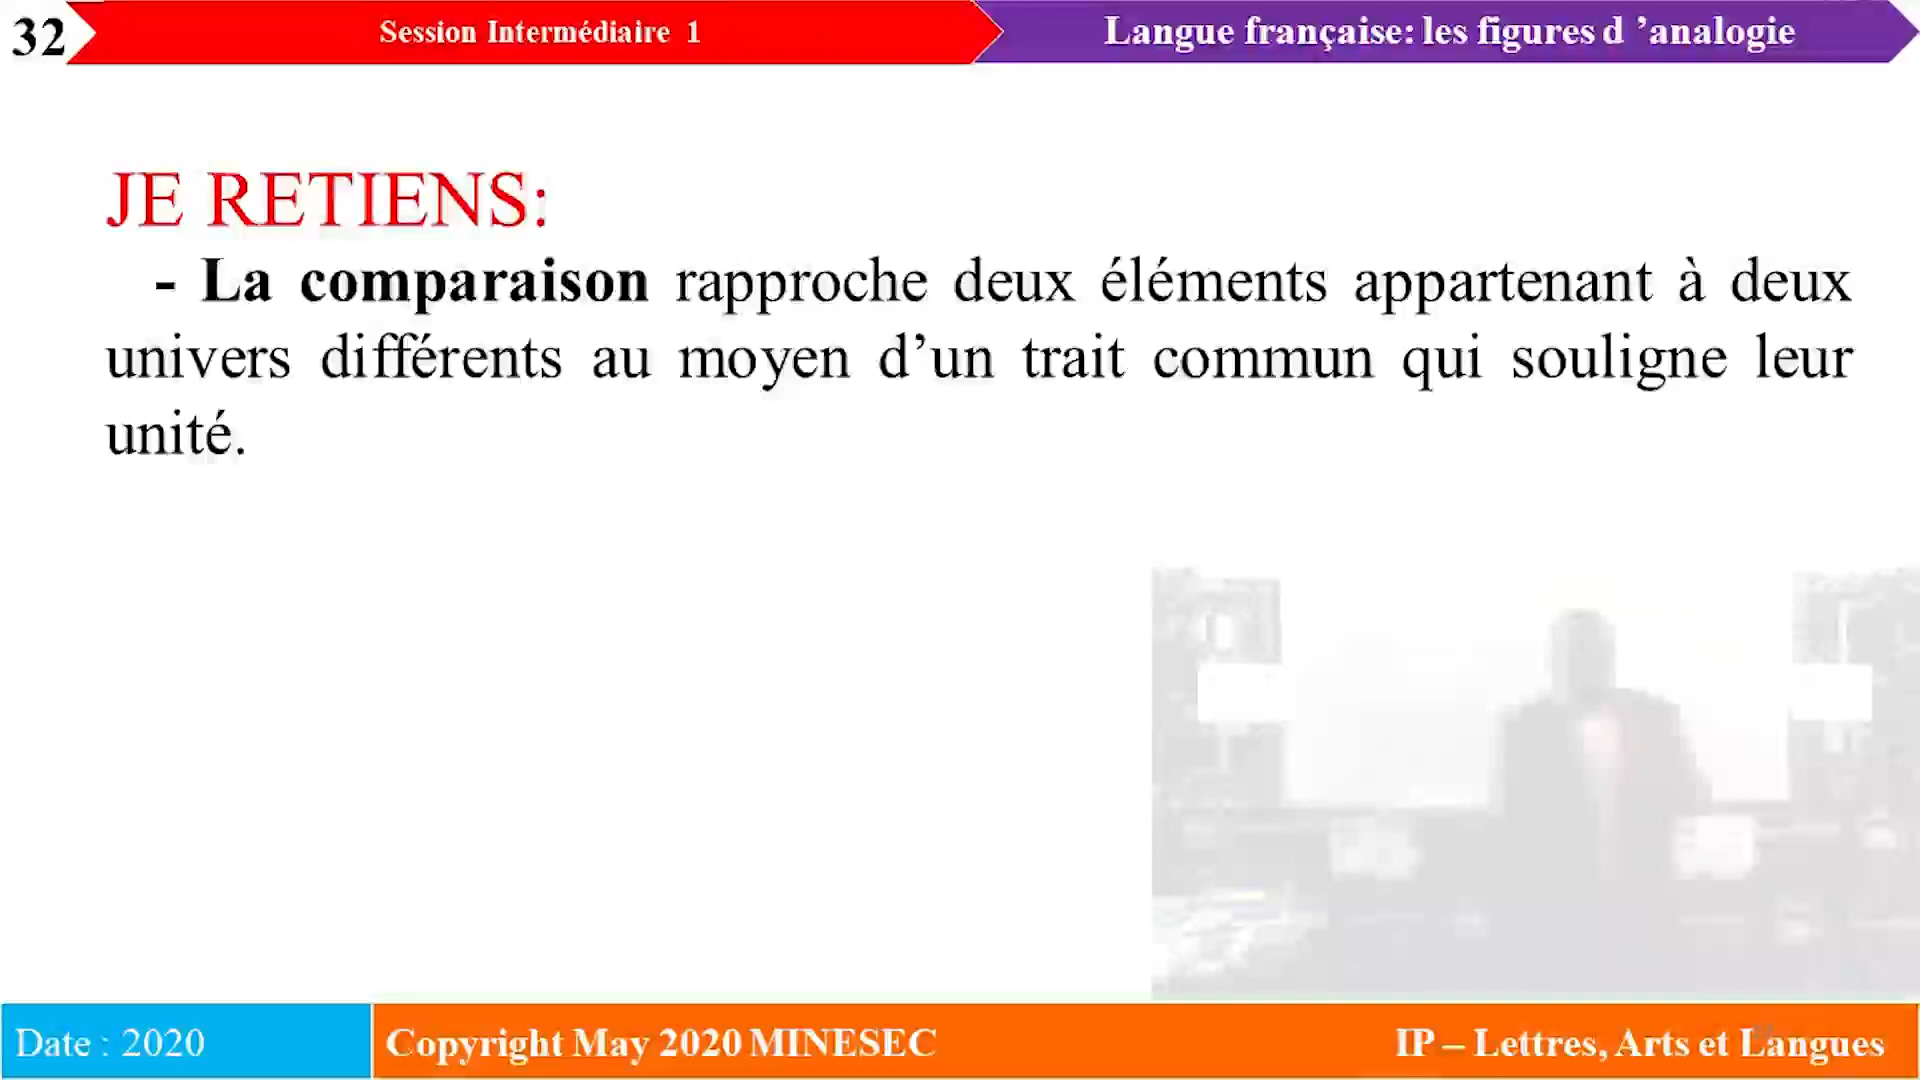 32
Session Intermédiaire 1
Langue française: les figures d ’analogie
JE RETIENS:
- La comparaison rapproche deux éléments appartenant à deux
univers différents au moyen d’un trait commun qui souligne leur
unité.
Date : 2020
Copyright May 2020 MINESEC
IP – Lettres, Arts et Langues